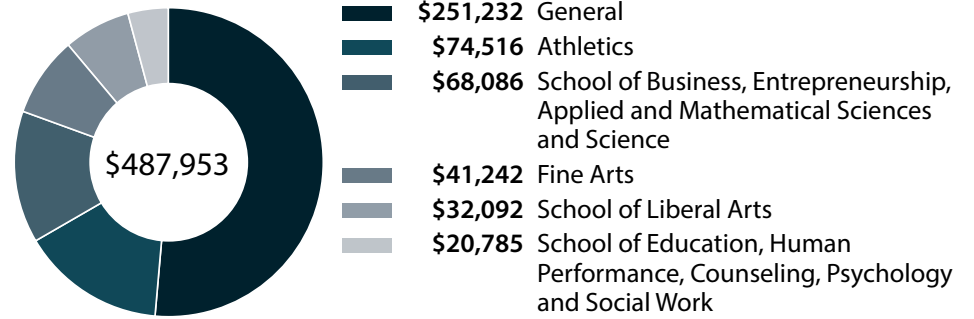 $487,953
$251,232 General
$74,516 Athletics
$68,086 School of Business, Entrepreneurship,
Applied and Mathematical Sciences
and Science
$41,242 Fine Arts
$32,092 School of Liberal Arts
$20,785 School of Education, Human
Performance, Counseling, Psychology
and Social Work